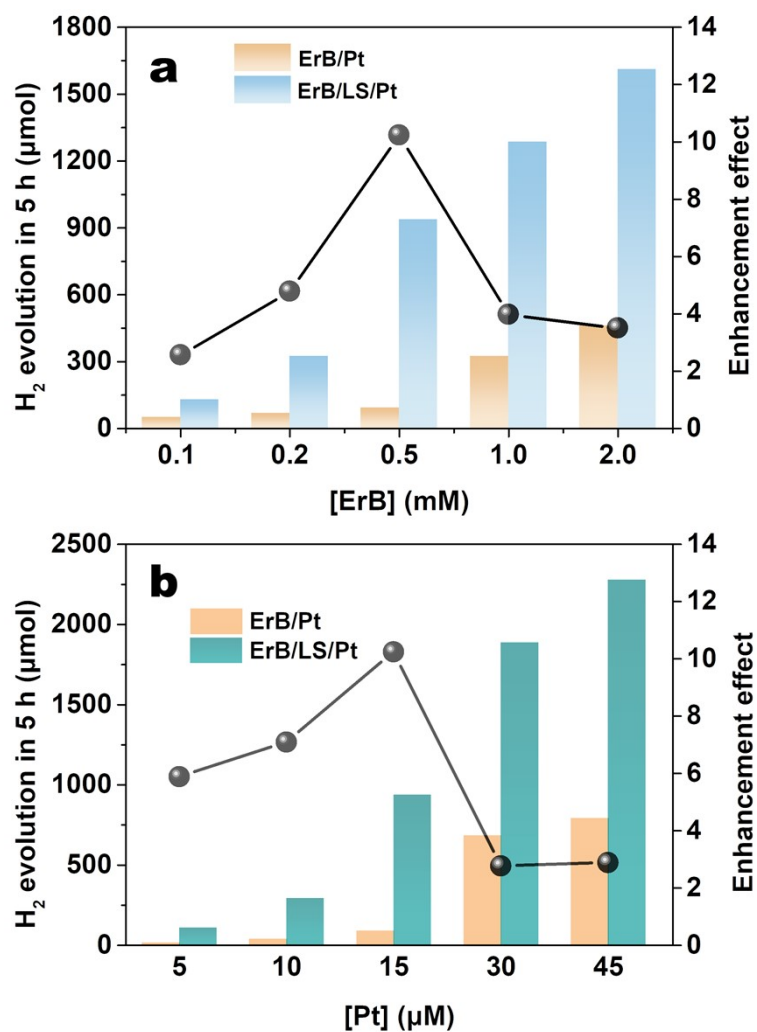 a
ErB/Pt
ErB/LS/Pt
H₂ evolution in 5 h (µmol)
1800
1500
1200
900
600
300
0
Enhancement effect
14
12
10
8
6
4
2
0
0.1 0.2 0.5 1.0 2.0
[ErB] (mM)
b
ErB/Pt
ErB/LS/Pt
H₂ evolution in 5 h (µmol)
2500
2000
1500
1000
500
0
Enhancement effect
14
12
10
8
6
4
2
0
5 10 15 30 45
[Pt] (µM)